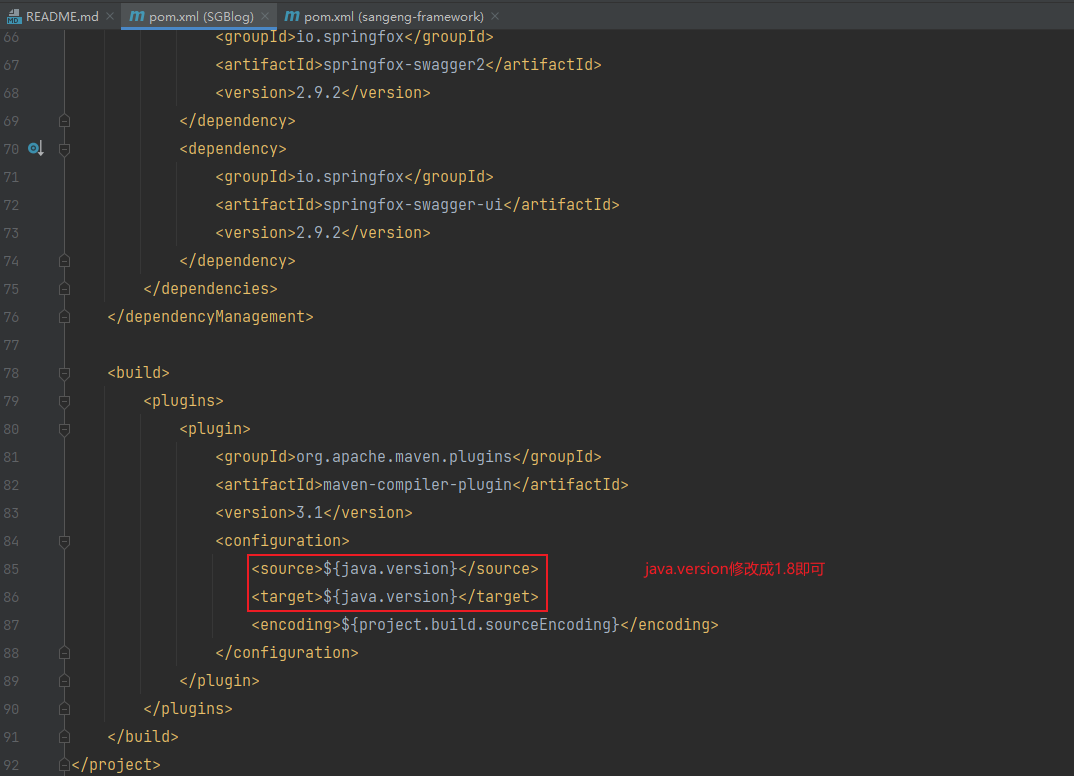 README.md × m pom.xml (SGBlog) × m pom.xml (sangeng-framework) ×
66 <groupId>io.springfox</groupId>
67 <artifactId>springfox-swagger2</artifactId>
68 <version>2.9.2</version>
69 </dependency>
70 <dependency>
71 <groupId>io.springfox</groupId>
72 <artifactId>springfox-swagger-ui</artifactId>
73 <version>2.9.2</version>
74 </dependency>
75 </dependencies>
76 </dependencyManagement>
77
78 <build>
79 <plugins>
80 <plugin>
81 <groupId>org.apache.maven.plugins</groupId>
82 <artifactId>maven-compiler-plugin</artifactId>
83 <version>3.1</version>
84 <configuration>
85 <source>${java.version}</source> java.version修改成1.8即可
86 <target>${java.version}</target>
87 <encoding>${project.build.sourceEncoding}</encoding>
88 </configuration>
89 </plugin>
90 </plugins>
91 </build>
92 </project>